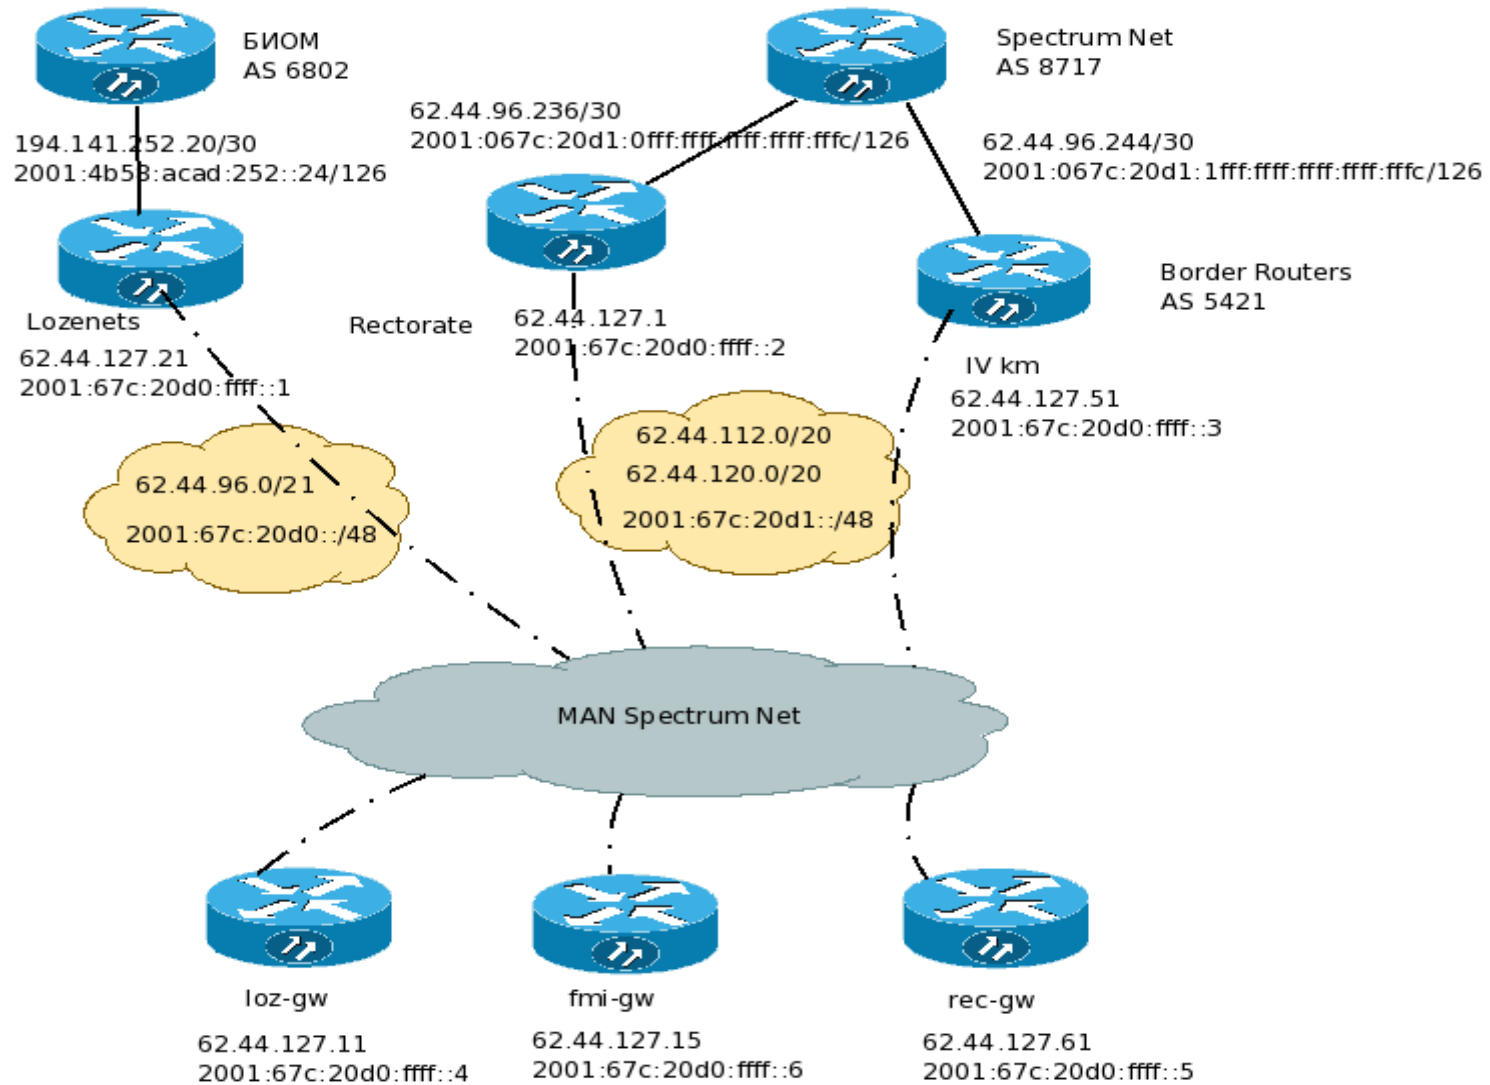 БИОМ
AS 6802
Spectrum Net
AS 8717
62.44.96.236/30
2001:067c:20d1:0fff:ffff:ffff:ffff:fffc/126
194.141.252.20/30
2001:4b58:acad:252::24/126
62.44.96.244/30
2001:067c:20d1:1fff:ffff:ffff:ffff:fffc/126
Border Routers
AS 5421
Lozenets
62.44.127.21
2001:67c:20d0:ffff::1
Rectorate
62.44.127.1
2001:67c:20d0:ffff::2
IV km
62.44.127.51
2001:67c:20d0:ffff::3
62.44.96.0/21
2001:67c:20d0::/48
62.44.112.0/20
62.44.120.0/20
2001:67c:20d1::/48
MAN Spectrum Net
loz-gw
62.44.127.11
2001:67c:20d0:ffff::4
fmi-gw
62.44.127.15
2001:67c:20d0:ffff::6
rec-gw
62.44.127.61
2001:67c:20d0:ffff::5